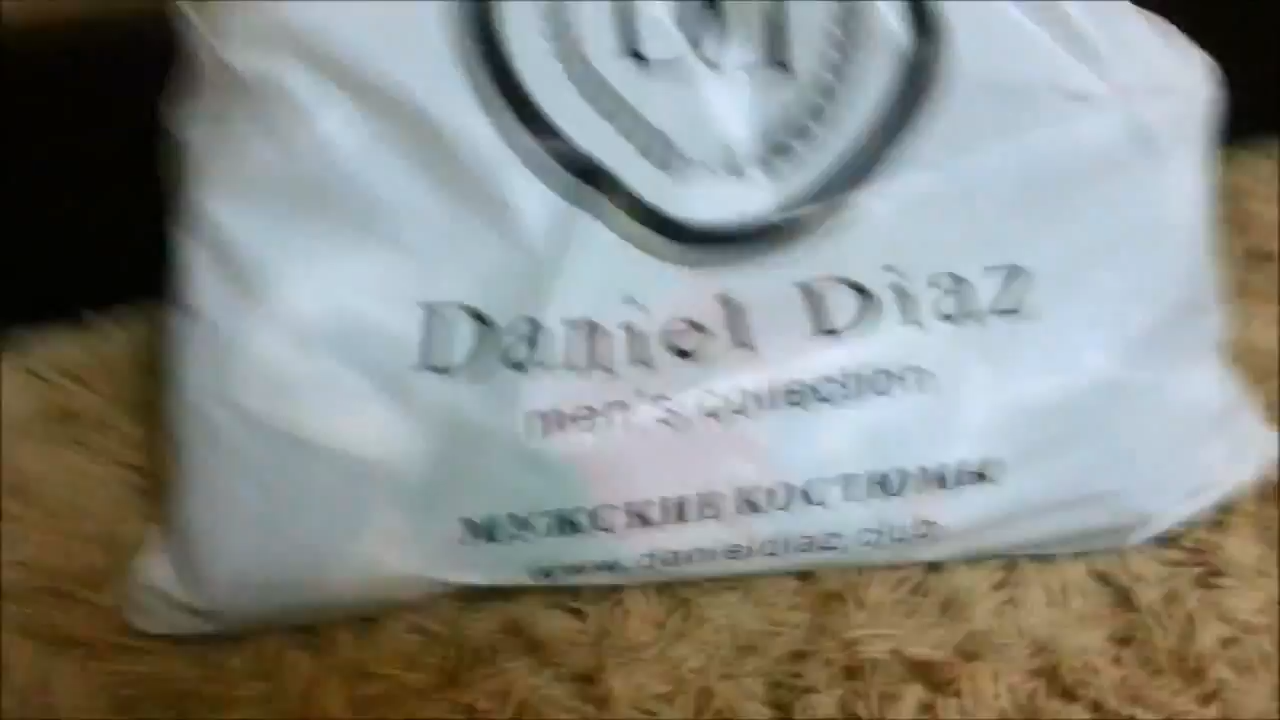 Daniel Diaz
men's collection
МУЖСКИЕ КОСТЮМЫ
www.danieldiaz.club